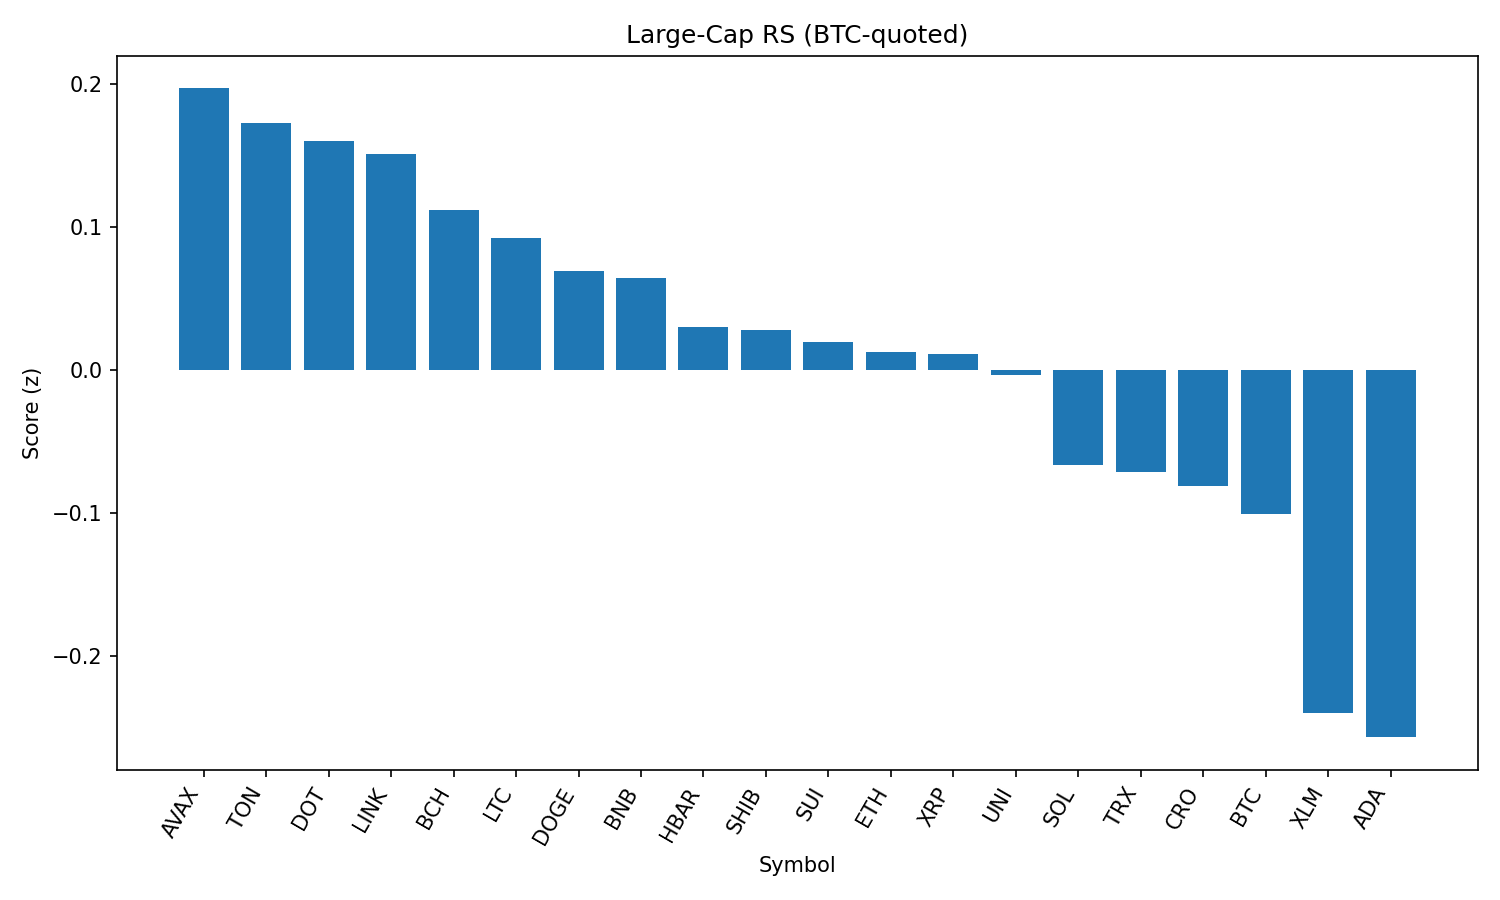 Large-Cap RS (BTC-quoted)
Score (z)
0.2
0.1
0.0
−0.1
−0.2
AVAX
TON
DOT
LINK
BCH
LTC
DOGE
BNB
HBAR
SHIB
SUI
ETH
XRP
UNI
SOL
TRX
CRO
BTC
XLM
ADA
Symbol